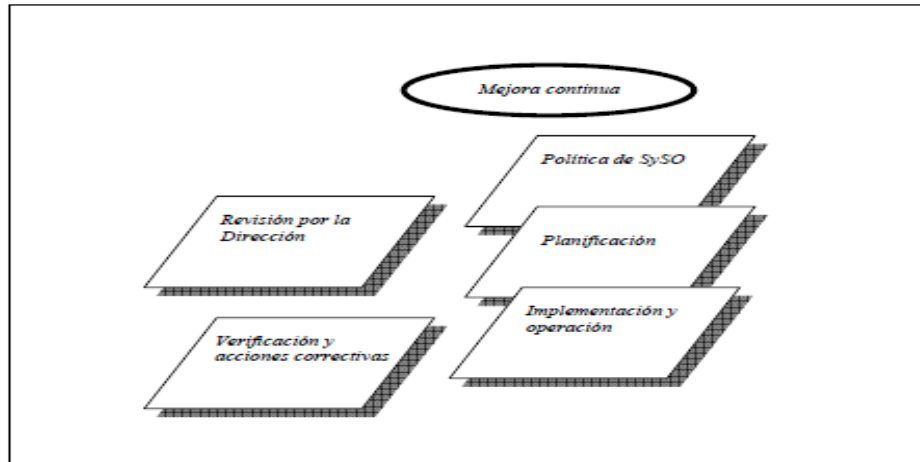 Mejora continua
Política de SySO
Revisión por la
Dirección
Planificación
Implementación y
operación
Verificación y
acciones correctivas